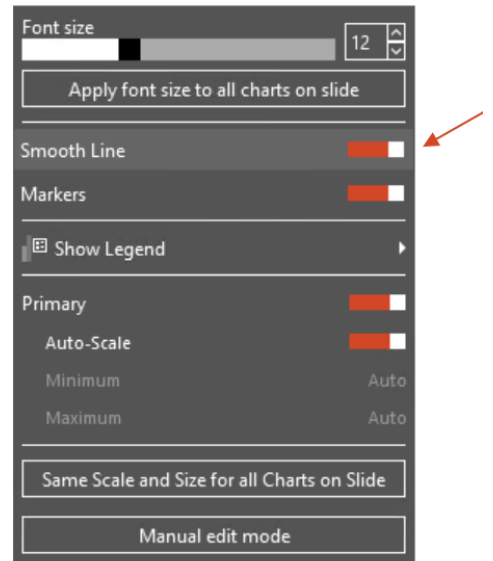 Font size
12
Apply font size to all charts on slide
Smooth Line
Markers
Show Legend
Primary
Auto-Scale
Minimum Auto
Maximum Auto
Same Scale and Size for all Charts on Slide
Manual edit mode